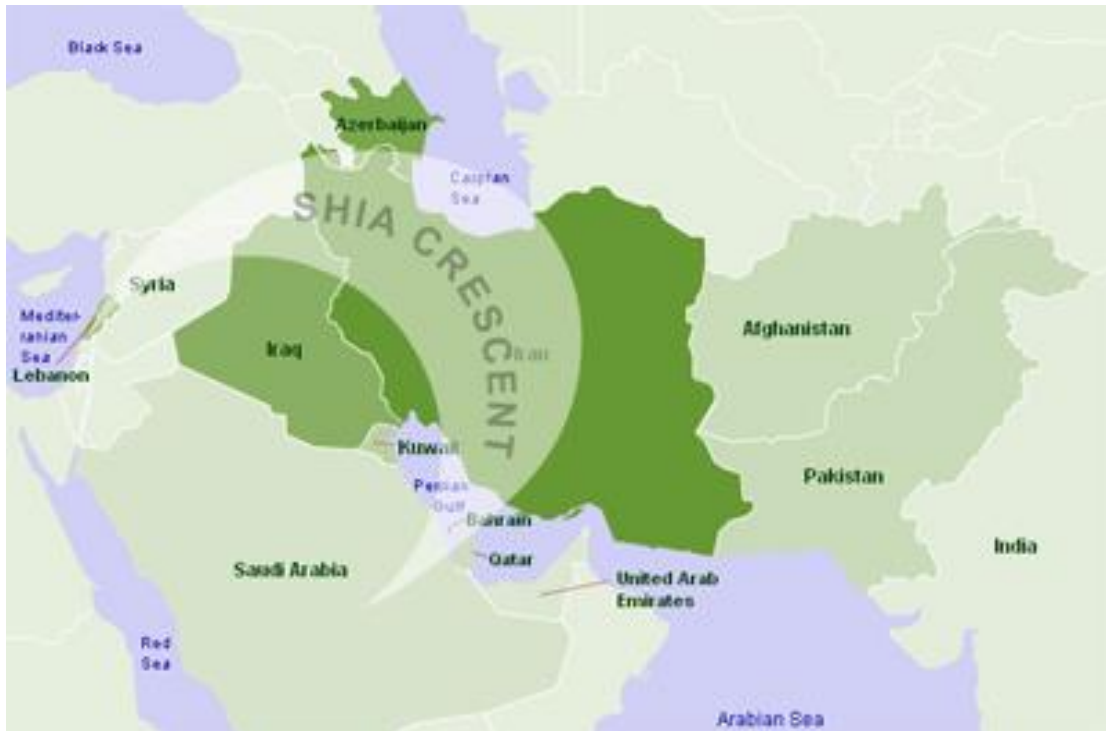 Black Sea
Azerbaijan
Caspian
Sea
SHIA CRESCENT
Syria
Mediter-
ranian
Sea
Lebanon
Iraq
Iran
Afghanistan
Kuwait
Persian
Gulf
Pakistan
Bahrain
Qatar
India
Saudi Arabia
United Arab
Emirates
Red
Sea
Arabian Sea